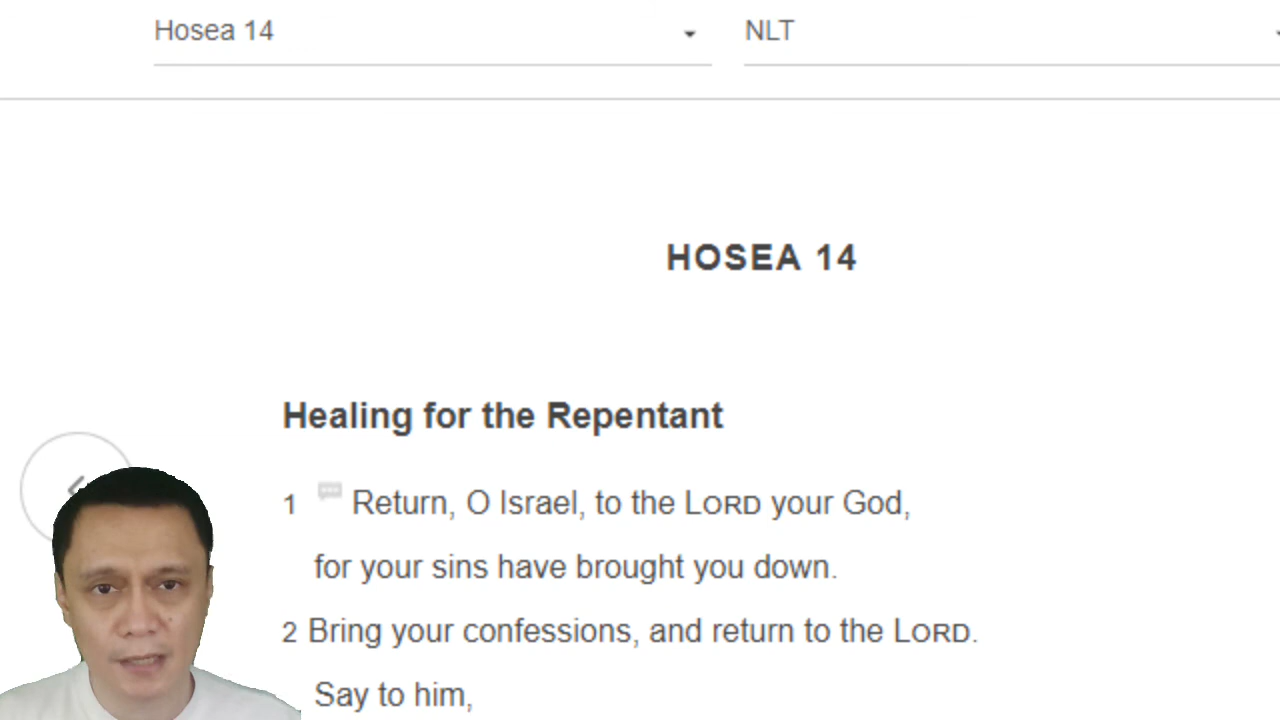 Hosea 14
NLT
HOSEA 14
Healing for the Repentant
1 Return, O Israel, to the LORD your God,
for your sins have brought you down.
2 Bring your confessions, and return to the LORD.
Say to him,